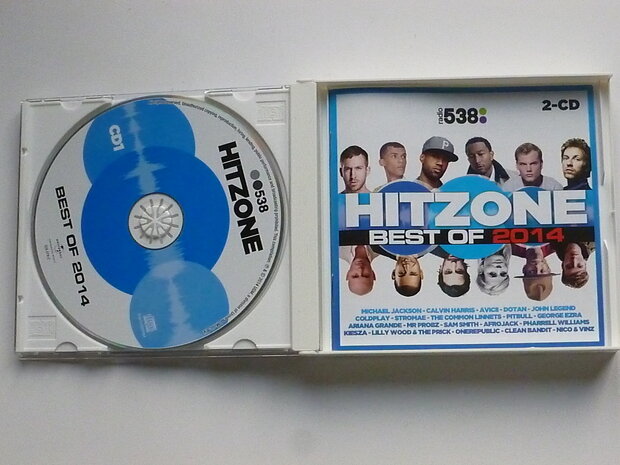 CD1
HITZONE
538
BEST OF 2014
radio 538
2-CD
P
HITZONE
BEST OF 2014
MICHAEL JACKSON - CALVIN HARRIS - AVICII - DOTAN - JOHN LEGEND
COLDPLAY - STROMAE - THE COMMON LINNETS - PITBULL - GEORGE EZRA
ARIANA GRANDE - MR PROBZ - SAM SMITH - AFROJACK - PHARRELL WILLIAMS
KIESZA - LILLY WOOD & THE PRICK - ONEREPUBLIC - CLEAN BANDIT - NICO & VINZ